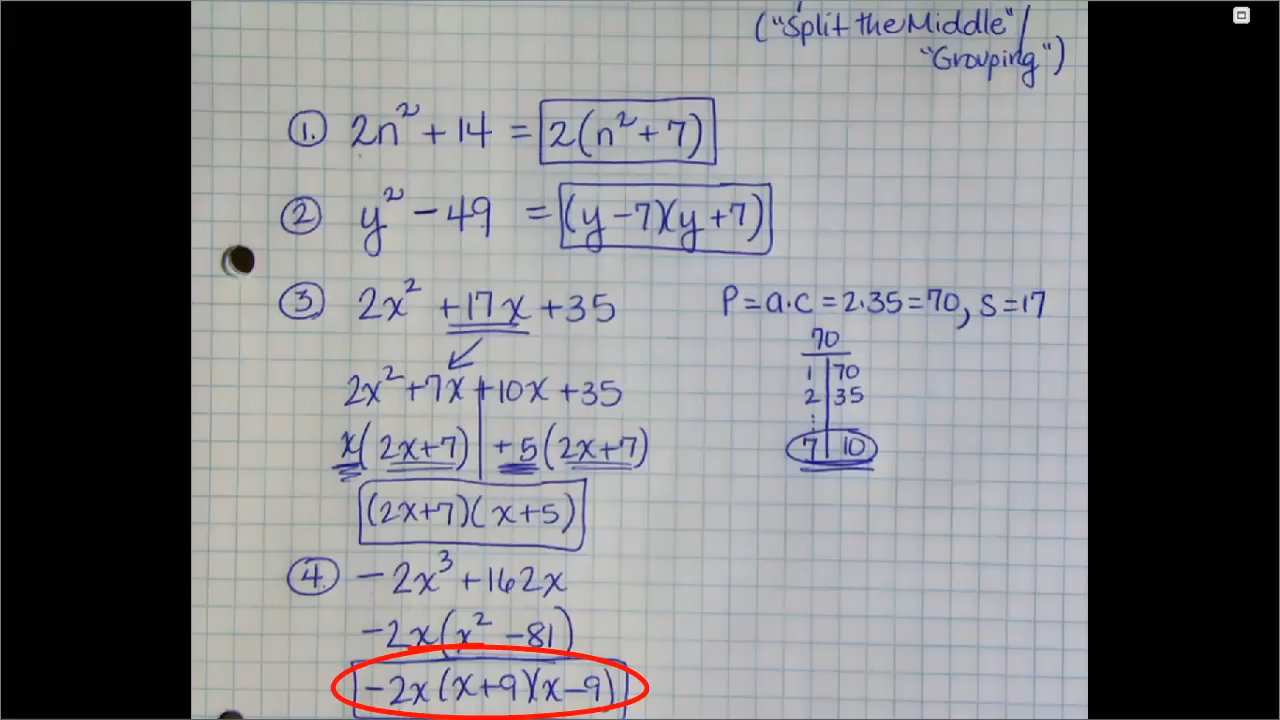 ("Split the Middle"/
"Grouping")
1. 2n² + 14 = 2(n² + 7)
2 y² - 49 = (y - 7)(y + 7)
3. 2x² + 17x + 35
P = a·c = 2·35 = 70, S = 17
70
1 | 70
2 | 35
⋮
7 | 10
2x² + 7x + 10x + 35
x(2x+7) | +5(2x+7)
(2x+7)(x+5)
4. -2x³ + 162x
-2x(x² - 81)
-2x(x+9)(x-9)